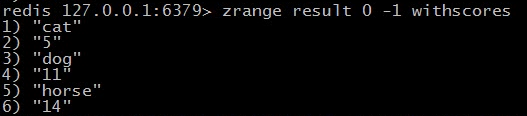 redis 127.0.0.1:6379> zrange result 0 -1 withscores
1) "cat"
2) "5"
3) "dog"
4) "11"
5) "horse"
6) "14"